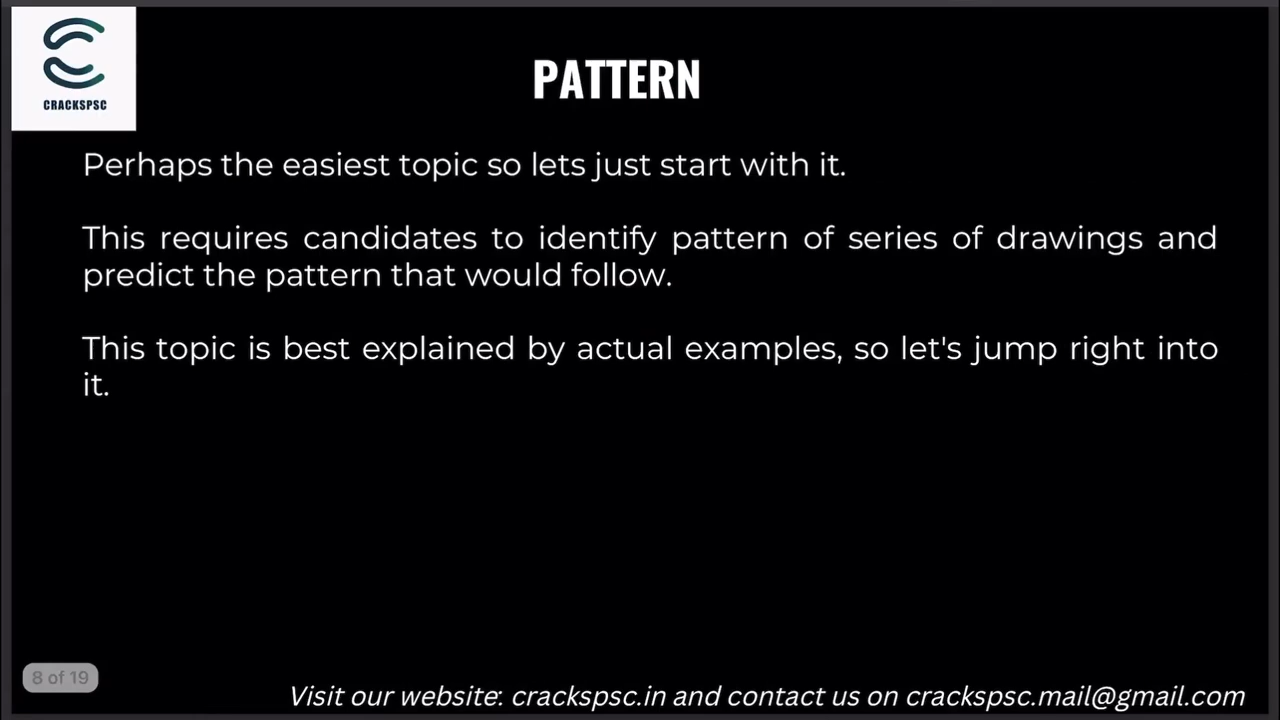 CRACKSPSC
PATTERN
Perhaps the easiest topic so lets just start with it.
This requires candidates to identify pattern of series of drawings and
predict the pattern that would follow.
This topic is best explained by actual examples, so let's jump right into
it.
8 of 19
Visit our website: crackspsc.in and contact us on crackspsc.mail@gmail.com